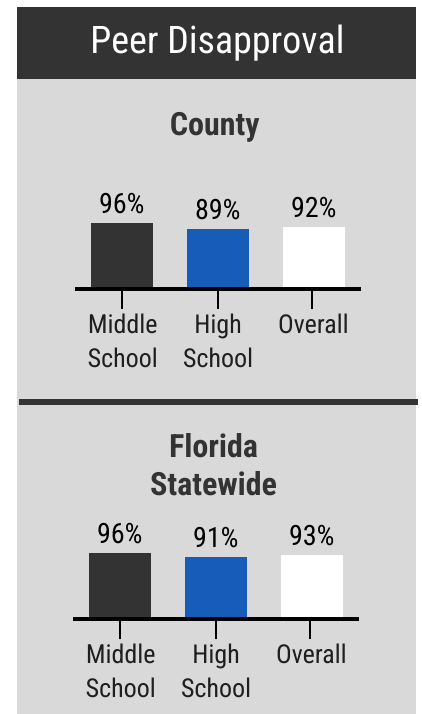 Peer Disapproval
County
96% 89% 92%
Middle School High School Overall
Florida
Statewide
96% 91% 93%
Middle School High School Overall